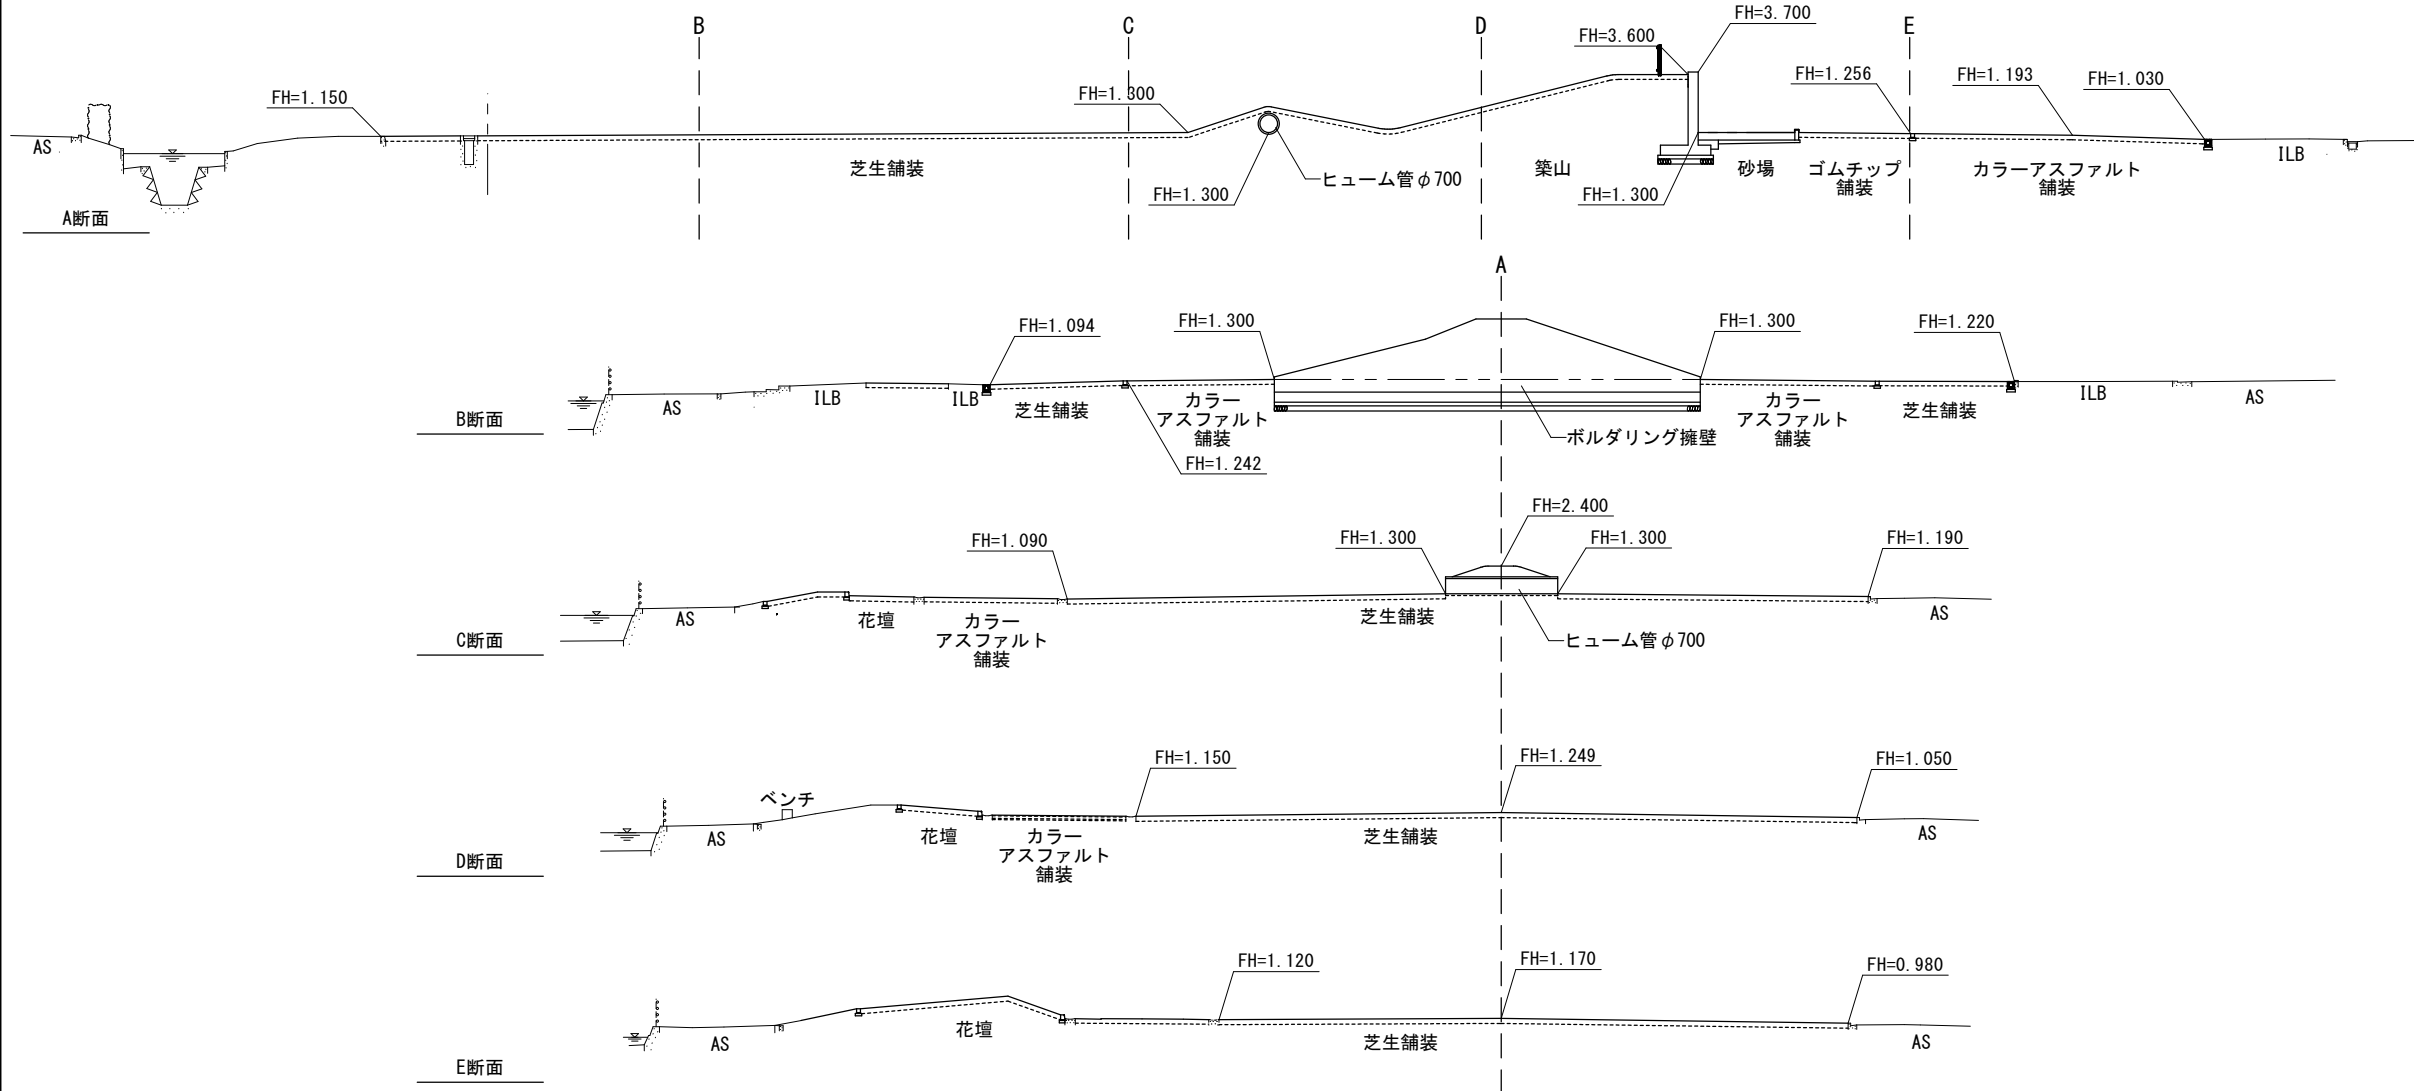 B
C
D
E
FH=3.700
FH=3.600
FH=1.150
FH=1.300
FH=1.256
FH=1.193
FH=1.030
AS
芝生舗装
FH=1.300
ヒューム管φ700
築山
FH=1.300
砂場
ゴムチップ
舗装
カラーアスファルト
舗装
ILB
A断面
A
FH=1.094
FH=1.300
FH=1.300
FH=1.220
AS
ILB
ILB
芝生舗装
カラー
アスファルト
舗装
FH=1.242
ボルダリング擁壁
カラー
アスファルト
舗装
芝生舗装
ILB
AS
B断面
FH=2.400
FH=1.090
FH=1.300
FH=1.300
FH=1.190
AS
花壇
カラー
アスファルト
舗装
芝生舗装
ヒューム管φ700
AS
C断面
FH=1.150
FH=1.249
FH=1.050
ベンチ
AS
花壇
カラー
アスファルト
舗装
芝生舗装
AS
D断面
FH=1.120
FH=1.170
FH=0.980
AS
花壇
芝生舗装
AS
E断面